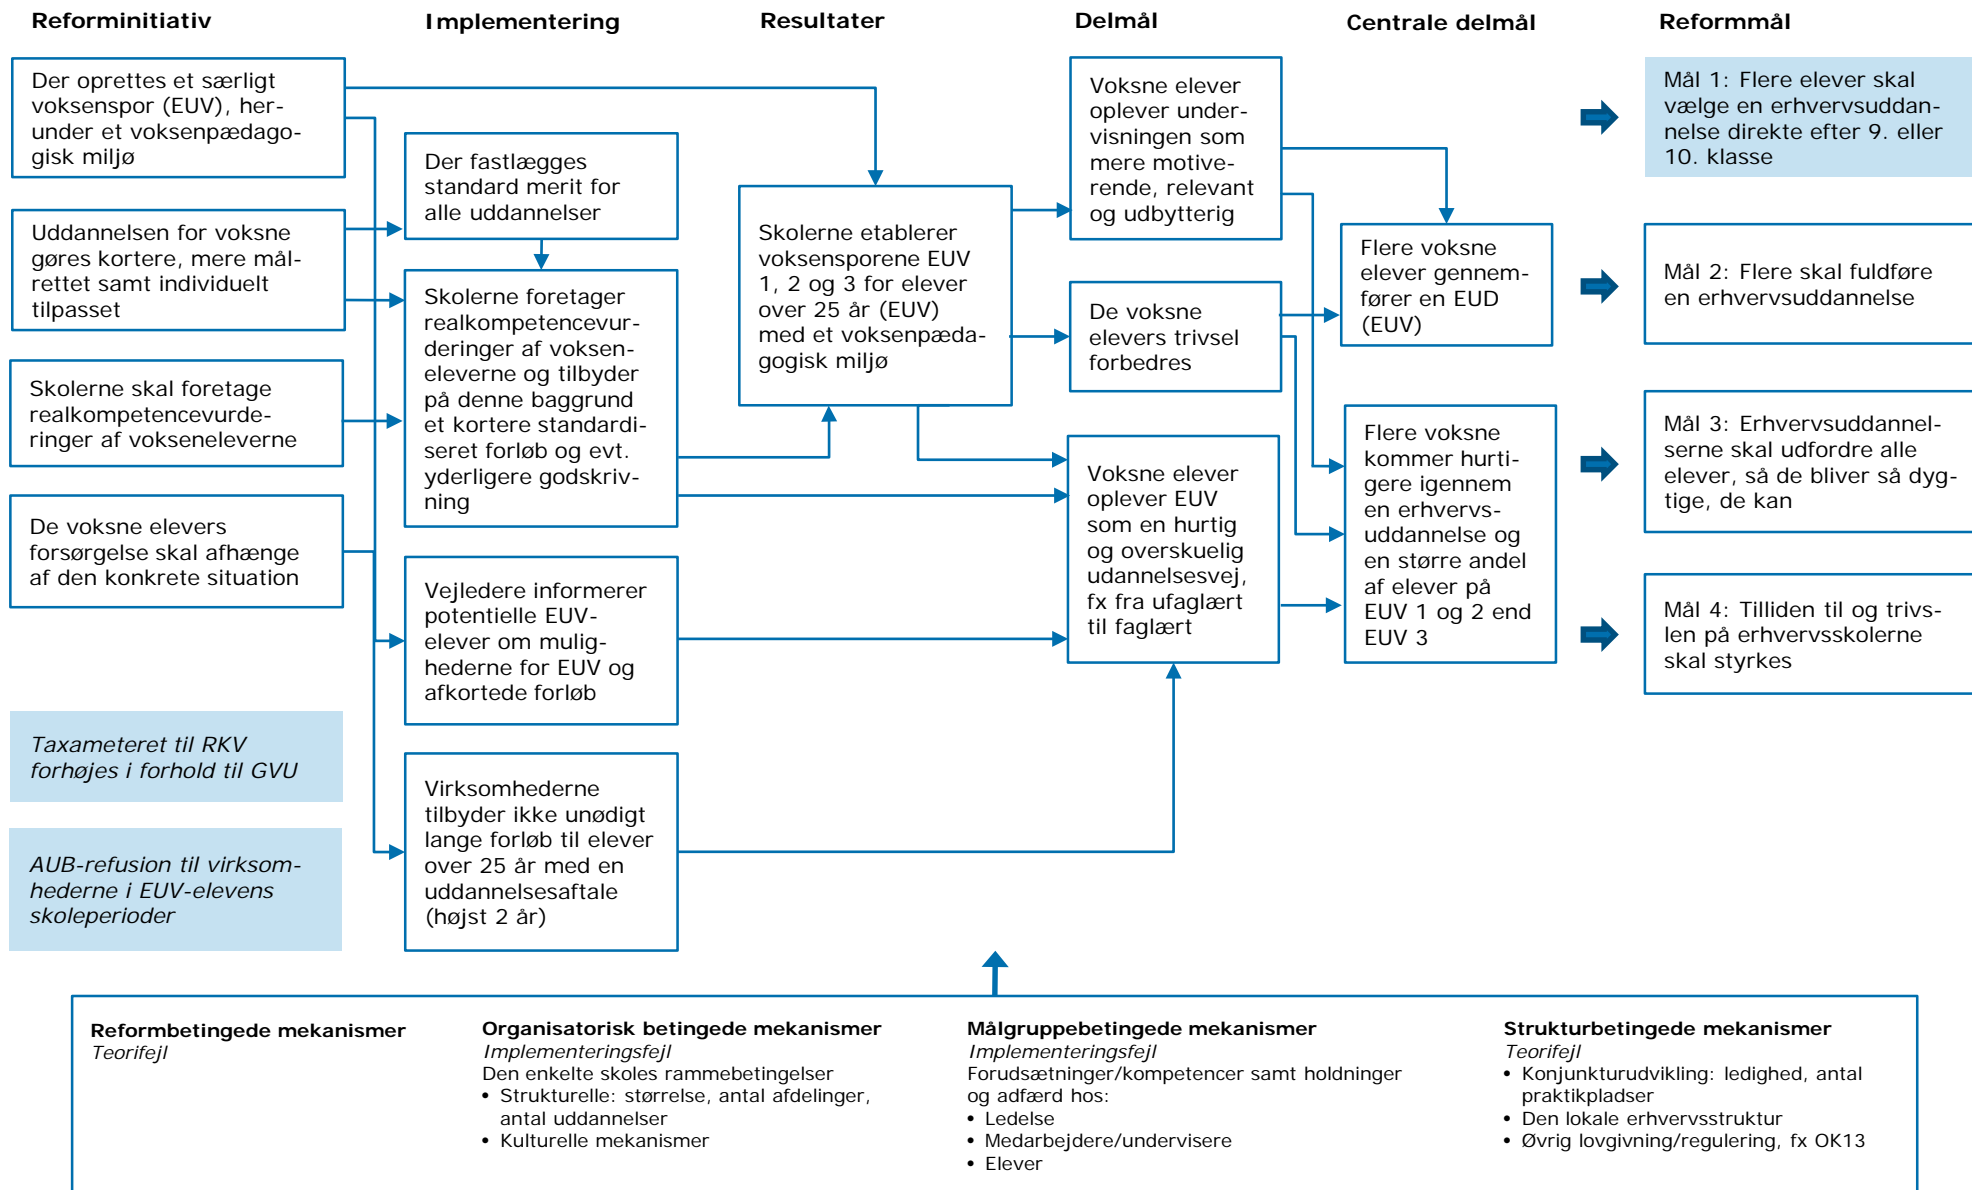 Reforminitiativ
Implementering
Resultater
Delmål
Centrale delmål
Reformmål
Der oprettes et særligt
voksenspor (EUV), her-
under et voksenpædago-
gisk miljø
Uddannelsen for voksne
gøres kortere, mere mål-
rettet samt individuelt
tilpasset
Skolerne skal foretage
realkompetencevurde-
ringer af vokseneleverne
De voksne elevers
forsørgelse skal afhænge
af den konkrete situation
Taxameteret til RKV
forhøjes i forhold til GVU
AUB-refusion til virksom-
hederne i EUV-elevens
skoleperioder
Der fastlægges
standard merit for
alle uddannelser
Skolerne foretager
realkompetencevur-
deringer af voksen-
eleverne og tilbyder
på denne baggrund
et kortere standardi-
seret forløb og evt.
yderligere godskriv-
ning
Vejledere informerer
potentielle EUV-
elever om mulig-
hederne for EUV og
afkortede forløb
Virksomhederne
tilbyder ikke unødigt
lange forløb til elever
over 25 år med en
uddannelsesaftale
(højst 2 år)
Skolerne etablerer
voksensporene EUV
1, 2 og 3 for elever
over 25 år (EUV)
med et voksenpæda-
gogisk miljø
Voksne elever
oplever under-
visningen som
mere motive-
rende, relevant
og udbytterig
De voksne
elevers trivsel
forbedres
Voksne elever
oplever EUV
som en hurtig
og overskuelig
udannelsesvej,
fx fra ufaglært
til faglært
Flere voksne
elever gennem-
fører en EUD
(EUV)
Flere voksne
kommer hurti-
gere igennem
en erhvervs-
uddannelse og
en større andel
af elever på
EUV 1 og 2 end
EUV 3
Mål 1: Flere elever skal
vælge en erhvervsuddan-
nelse direkte efter 9. eller
10. klasse
Mål 2: Flere skal fuldføre
en erhvervsuddannelse
Mål 3: Erhvervsuddannel-
serne skal udfordre alle
elever, så de bliver så dyg-
tige, de kan
Mål 4: Tilliden til og trivs-
len på erhvervsskolerne
skal styrkes
Reformbetingede mekanismer
Teorifejl
Organisatorisk betingede mekanismer
Implementeringsfejl
Den enkelte skoles rammebetingelser
• Strukturelle: størrelse, antal afdelinger,
antal uddannelser
• Kulturelle mekanismer
Målgruppebetingede mekanismer
Implementeringsfejl
Forudsætninger/kompetencer samt holdninger
og adfærd hos:
• Ledelse
• Medarbejdere/undervisere
• Elever
Strukturbetingede mekanismer
Teorifejl
• Konjunkturudvikling: ledighed, antal
praktikpladser
• Den lokale erhvervsstruktur
• Øvrig lovgivning/regulering, fx OK13